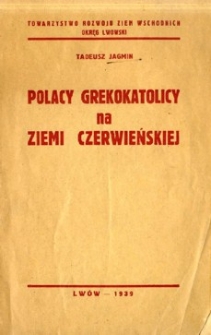 TOWARZYSTWO ROZWOJU ZIEM WSCHODNICH
OKRĘG LWOWSKI
TADEUSZ JAGMIN
POLACY GREKOKATOLICY
na
ZIEMI CZERWIEŃSKIEJ
LWÓW — 1939